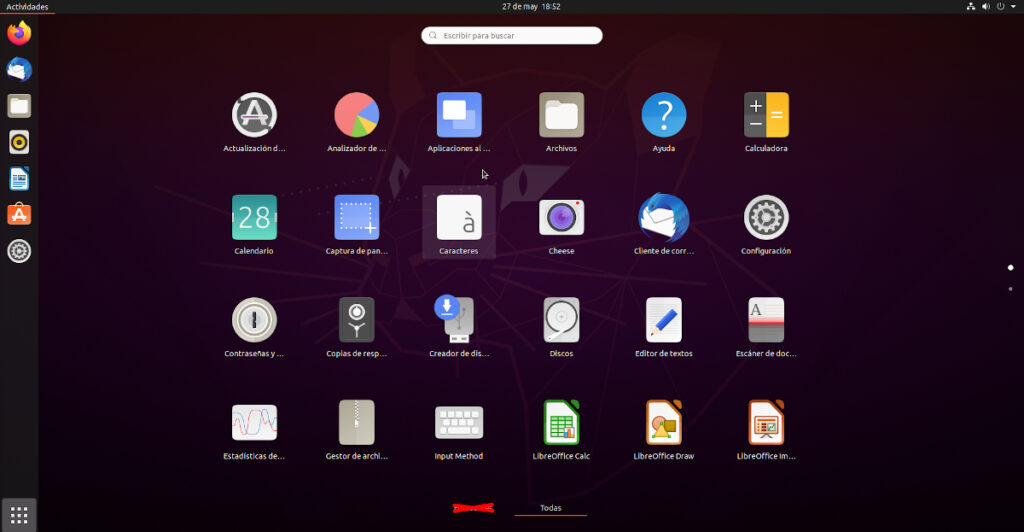 Actividades
27 de may 18:52
Escribir para buscar
Actualización d...
Analizador de ...
Aplicaciones al ...
Archivos
Ayuda
Calculadora
28
Calendario
Captura de pan...
à
Caracteres
Cheese
Cliente de corr...
Configuración
Contraseñas y ...
Copias de resp...
Creador de dis...
Discos
Editor de textos
Escáner de doc...
Estadísticas de...
Gestor de archi...
Input Method
LibreOffice Calc
LibreOffice Draw
LibreOffice Im...
Todas